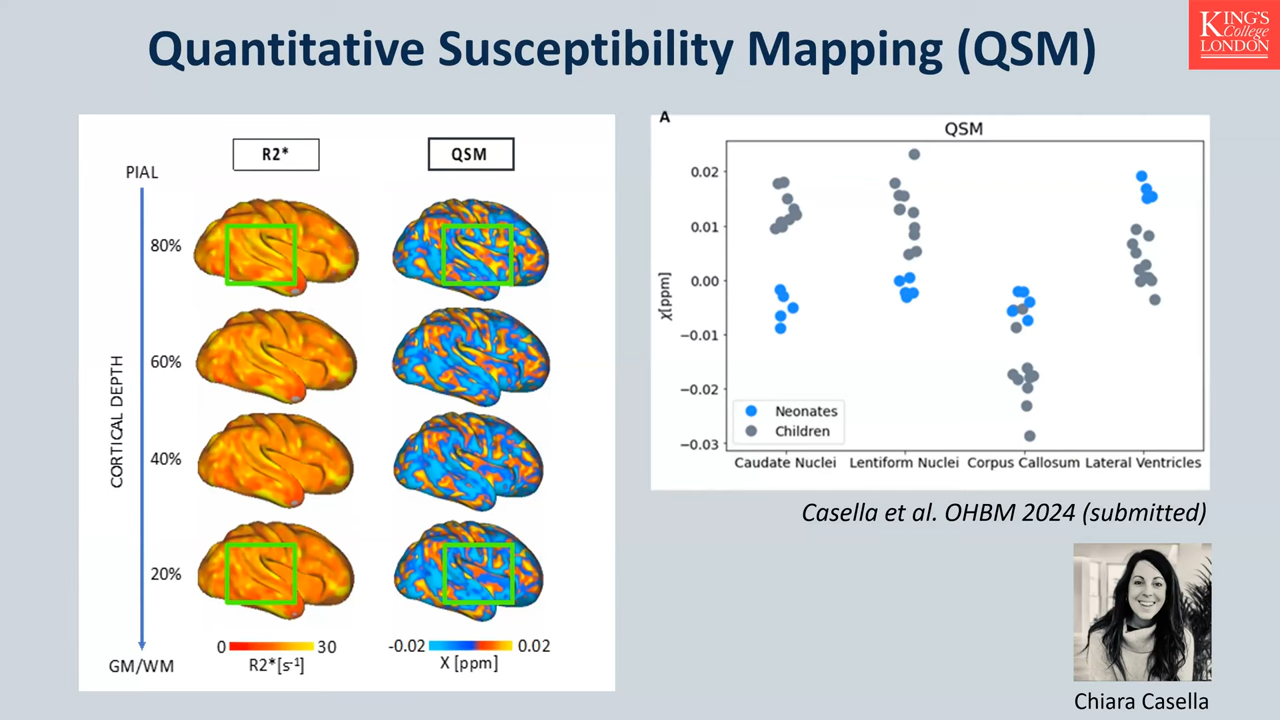 Quantitative Susceptibility Mapping (QSM)
KING'S
College
LONDON
R2*
QSM
PIAL
80%
60%
40%
20%
CORTICAL DEPTH
GM/WM
0
30
R2*[s-1]
-0.02
0.02
X [ppm]
A
QSM
0.02
0.01
0.00
−0.01
−0.02
−0.03
χ[ppm]
Neonates
Children
Caudate Nuclei Lentiform Nuclei Corpus Callosum Lateral Ventricles
Casella et al. OHBM 2024 (submitted)
Chiara Casella